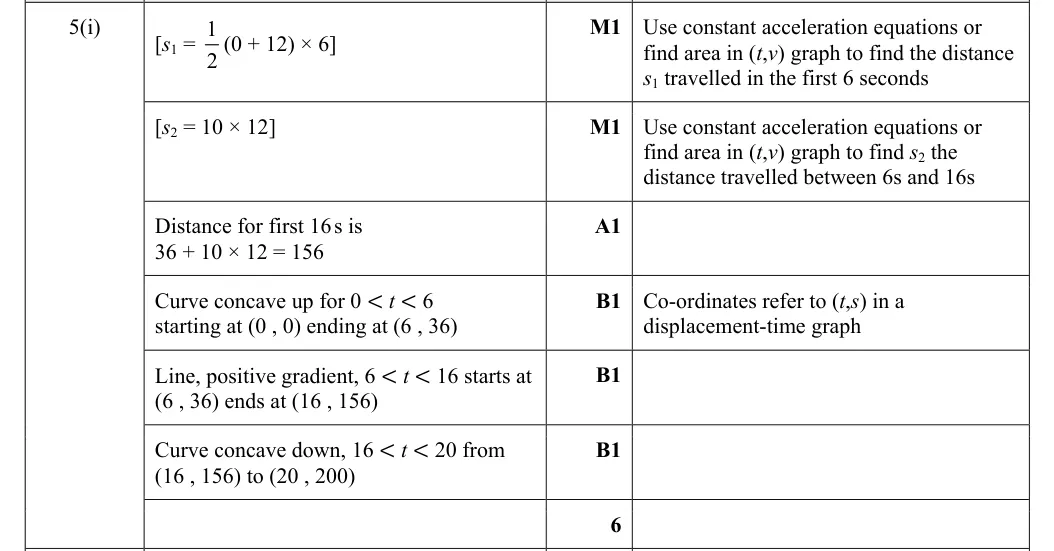 5(i)
[s₁ = 1/2 (0 + 12) × 6]
M1
Use constant acceleration equations or
find area in (t,v) graph to find the distance
s₁ travelled in the first 6 seconds
[s₂ = 10 × 12]
M1
Use constant acceleration equations or
find area in (t,v) graph to find s₂ the
distance travelled between 6s and 16s
Distance for first 16 s is
36 + 10 × 12 = 156
A1
Curve concave up for 0 < t < 6
starting at (0 , 0) ending at (6 , 36)
B1
Co-ordinates refer to (t,s) in a
displacement-time graph
Line, positive gradient, 6 < t < 16 starts at
(6 , 36) ends at (16 , 156)
B1
Curve concave down, 16 < t < 20 from
(16 , 156) to (20 , 200)
B1
6